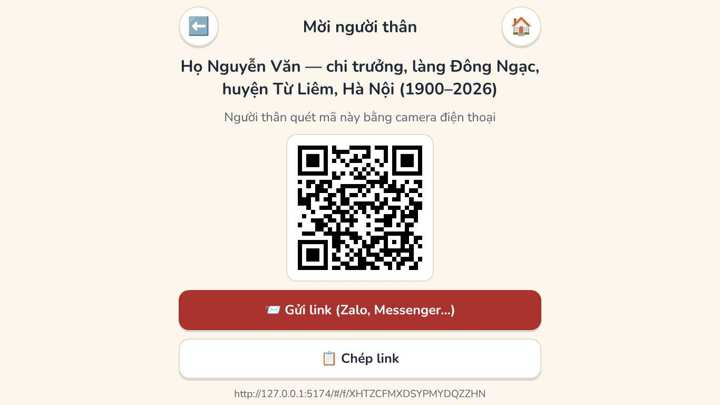 Mời người thân
Họ Nguyễn Văn — chi trưởng, làng Đông Ngạc,
huyện Từ Liêm, Hà Nội (1900–2026)
Người thân quét mã này bằng camera điện thoại
Gửi link (Zalo, Messenger...)
Chép link
http://127.0.0.1:5174/#/f/XHTZCFMXDSYPMYDQZZHN